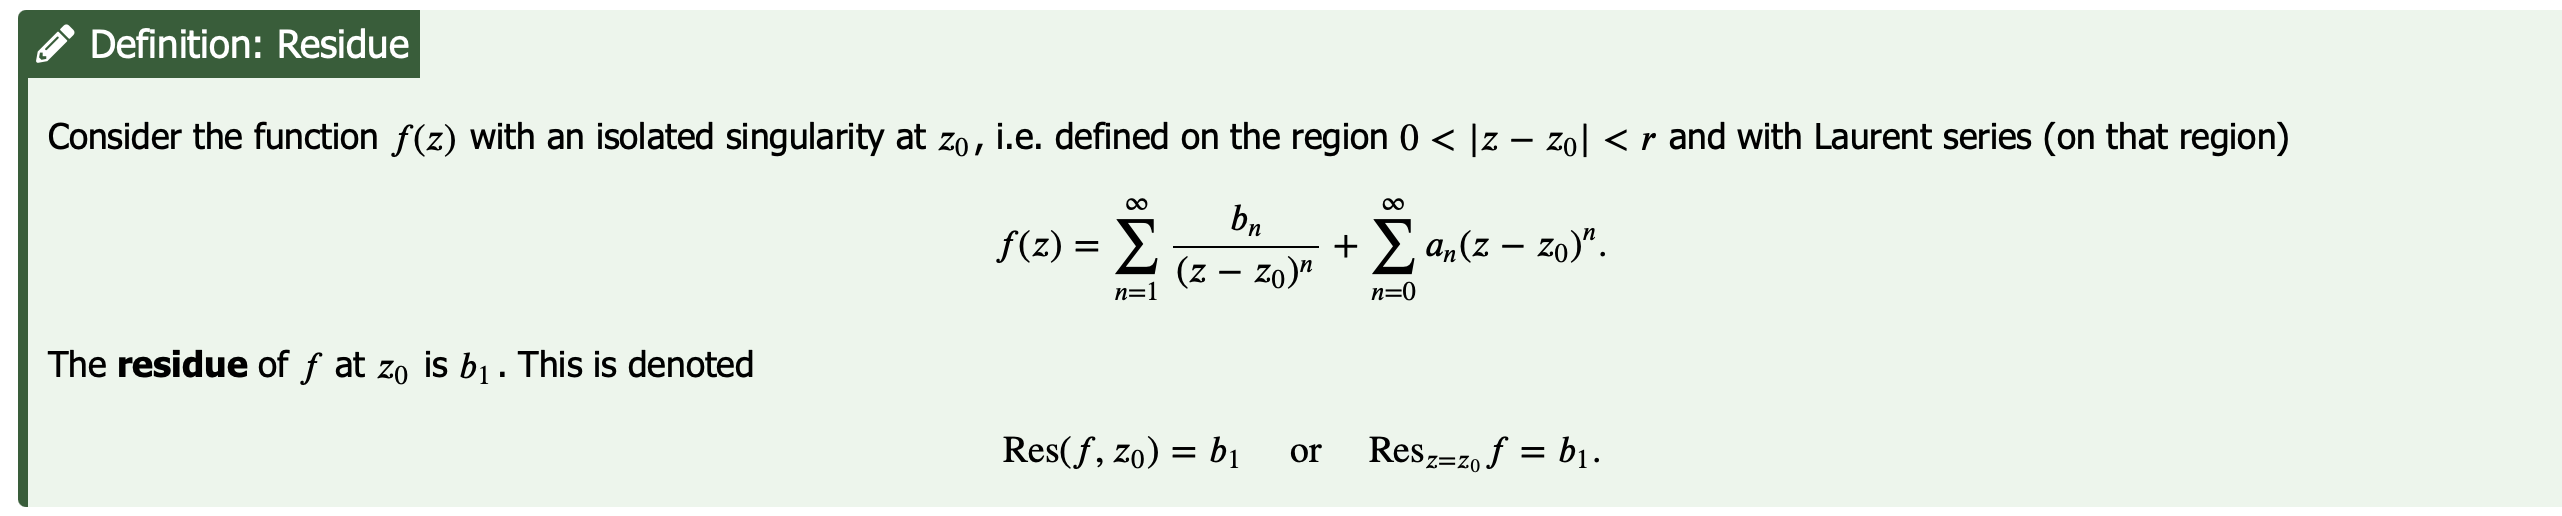 Definition: Residue
Consider the function f(z) with an isolated singularity at z₀, i.e. defined on the region 0 < |z − z₀| < r and with Laurent series (on that region)
f(z) = ∑_{n=1}^{∞} b_n/(z − z₀)^n + ∑_{n=0}^{∞} a_n(z − z₀)^n.
The residue of f at z₀ is b₁. This is denoted
Res(f, z₀) = b₁ or Res_{z=z₀} f = b₁.